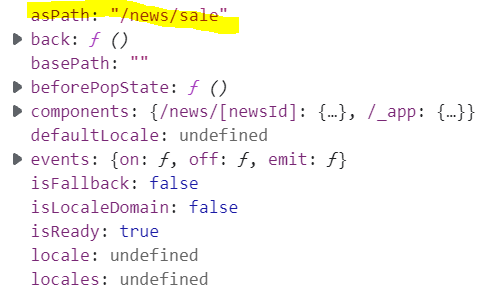 asPath: "/news/sale"
back: ƒ ()
basePath: ""
beforePopState: ƒ ()
components: {/news/[newsId]: {…}, /_app: {…}}
defaultLocale: undefined
events: {on: ƒ, off: ƒ, emit: ƒ}
isFallback: false
isLocaleDomain: false
isReady: true
locale: undefined
locales: undefined